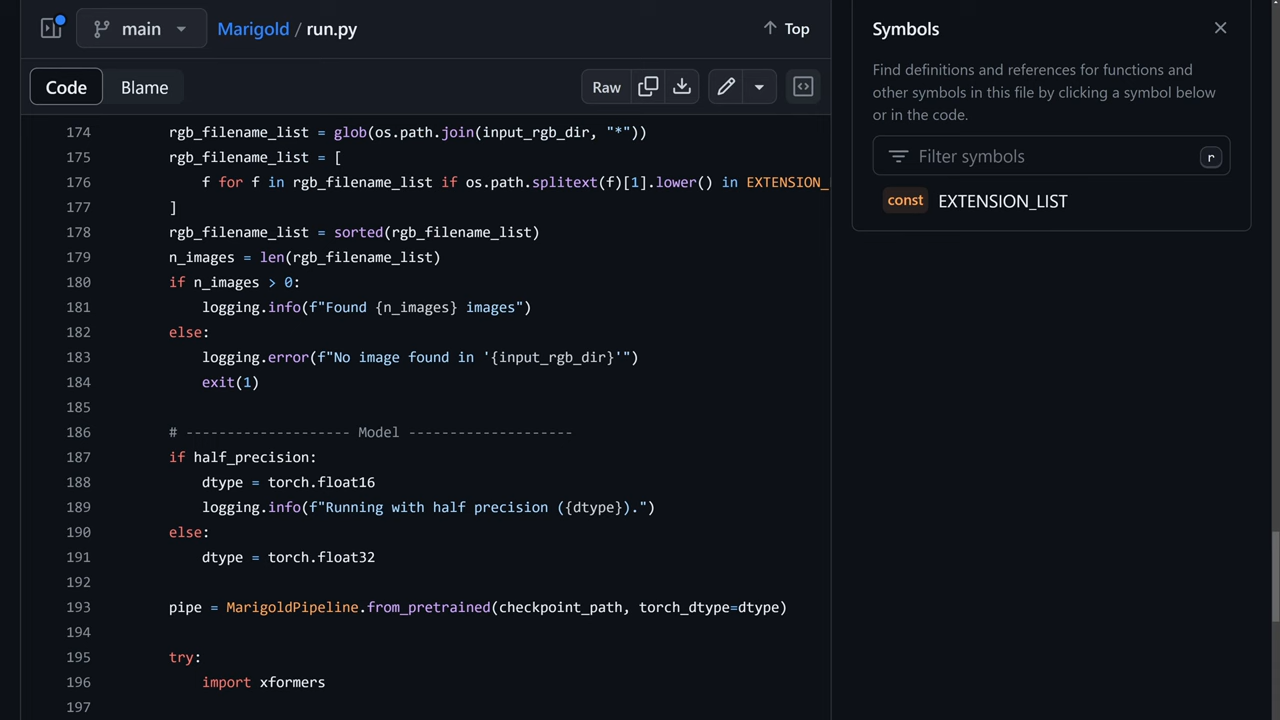 main
Marigold / run.py
Top
Code
Blame
Raw
174 rgb_filename_list = glob(os.path.join(input_rgb_dir, "*"))
175 rgb_filename_list = [
176 f for f in rgb_filename_list if os.path.splitext(f)[1].lower() in EXTENSION_
177 ]
178 rgb_filename_list = sorted(rgb_filename_list)
179 n_images = len(rgb_filename_list)
180 if n_images > 0:
181 logging.info(f"Found {n_images} images")
182 else:
183 logging.error(f"No image found in '{input_rgb_dir}'")
184 exit(1)
185
186 # -------------------- Model --------------------
187 if half_precision:
188 dtype = torch.float16
189 logging.info(f"Running with half precision ({dtype}).")
190 else:
191 dtype = torch.float32
192
193 pipe = MarigoldPipeline.from_pretrained(checkpoint_path, torch_dtype=dtype)
194
195 try:
196 import xformers
197
Symbols
Find definitions and references for functions and
other symbols in this file by clicking a symbol below
or in the code.
Filter symbols
r
const EXTENSION_LIST